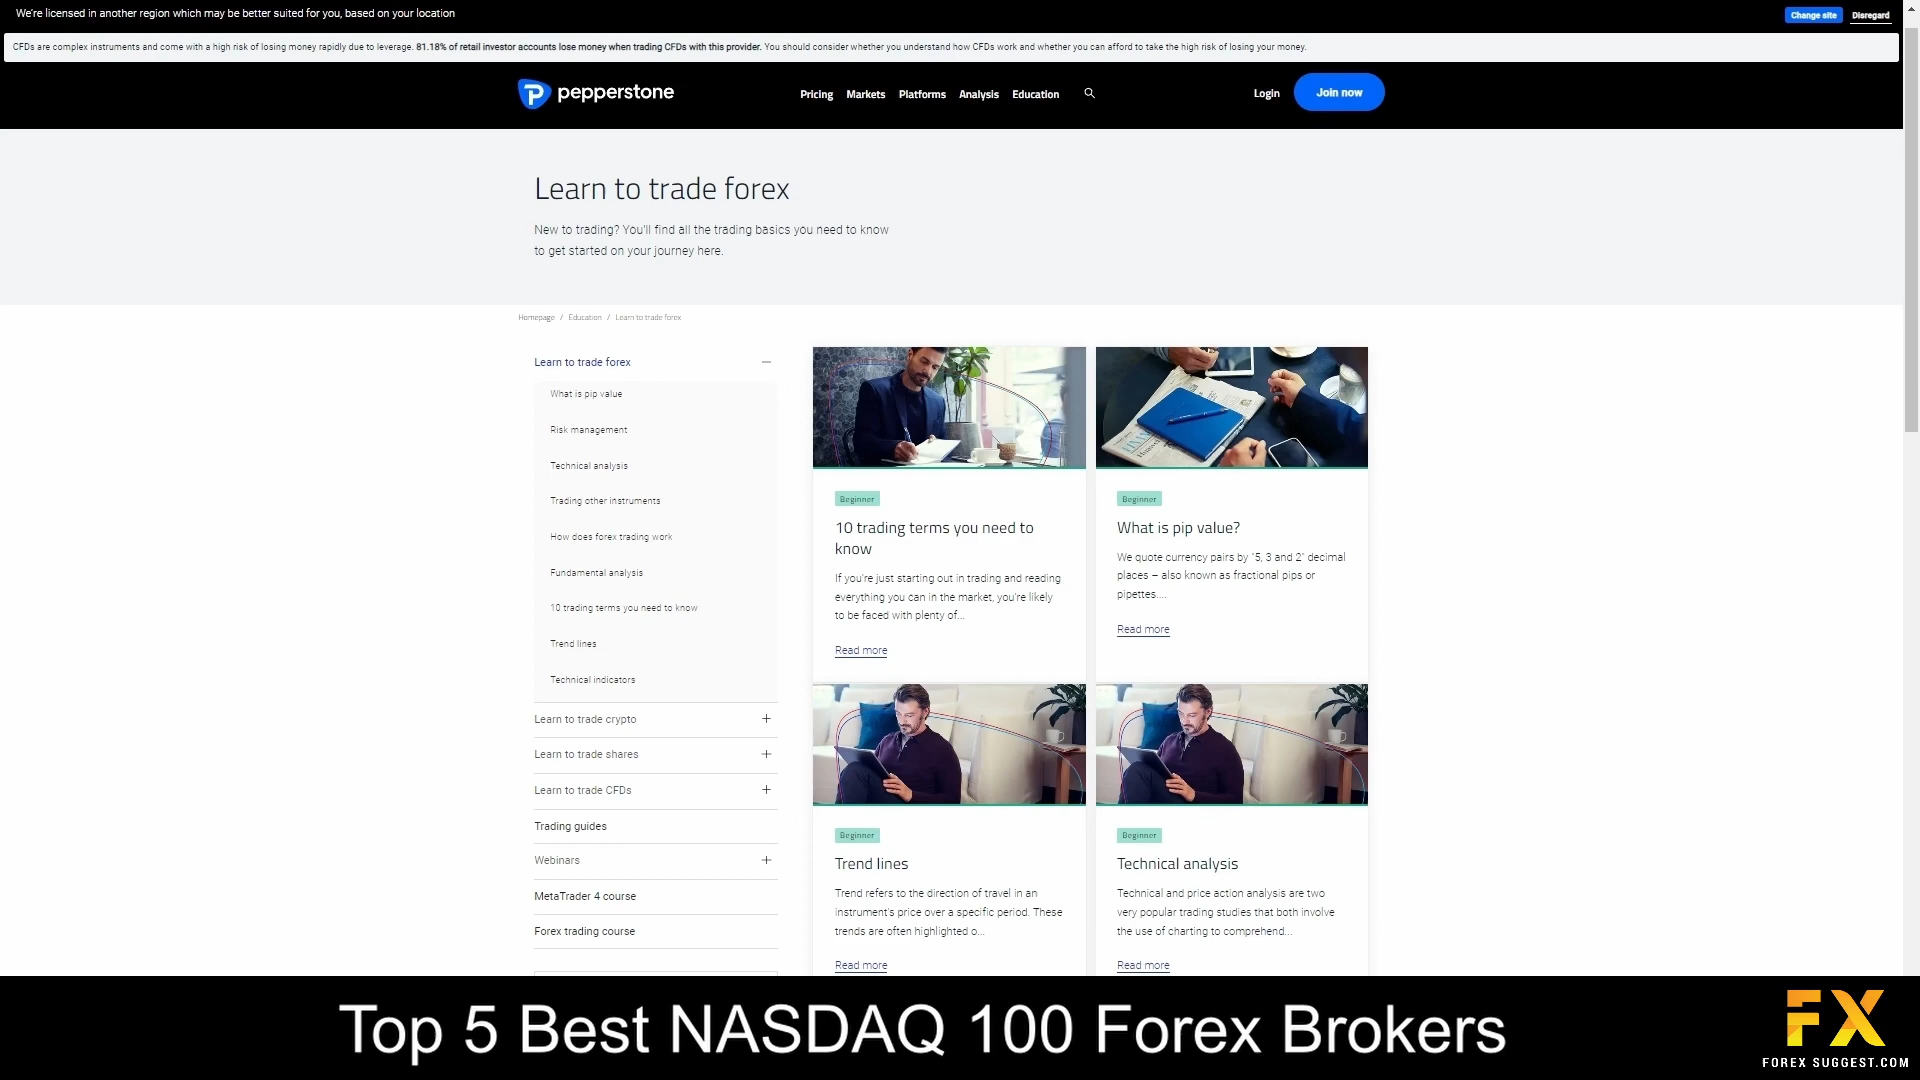 We're licensed in another region which may be better suited for you, based on your location
Change site
Disregard
CFDs are complex instruments and come with a high risk of losing money rapidly due to leverage. 81.18% of retail investor accounts lose money when trading CFDs with this provider. You should consider whether you understand how CFDs work and whether you can afford to take the high risk of losing your money.
pepperstone
Pricing
Markets
Platforms
Analysis
Education
Login
Join now
Learn to trade forex
New to trading? You'll find all the trading basics you need to know
to get started on your journey here.
Homepage / Education / Learn to trade forex
Learn to trade forex
What is pip value
Risk management
Technical analysis
Trading other instruments
How does forex trading work
Fundamental analysis
10 trading terms you need to know
Trend lines
Technical indicators
Learn to trade crypto
Learn to trade shares
Learn to trade CFDs
Trading guides
Webinars
MetaTrader 4 course
Forex trading course
Beginner
10 trading terms you need to
know
If you're just starting out in trading and reading
everything you can in the market, you're likely
to be faced with plenty of...
Read more
Beginner
What is pip value?
We quote currency pairs by "5, 3 and 2" decimal
places – also known as fractional pips or
pipettes....
Read more
Beginner
Trend lines
Trend refers to the direction of travel in an
instrument's price over a specific period. These
trends are often highlighted o...
Read more
Beginner
Technical analysis
Technical and price action analysis are two
very popular trading studies that both involve
the use of charting to comprehend...
Read more
Top 5 Best NASDAQ 100 Forex Brokers
FX
FOREX SUGGEST.COM